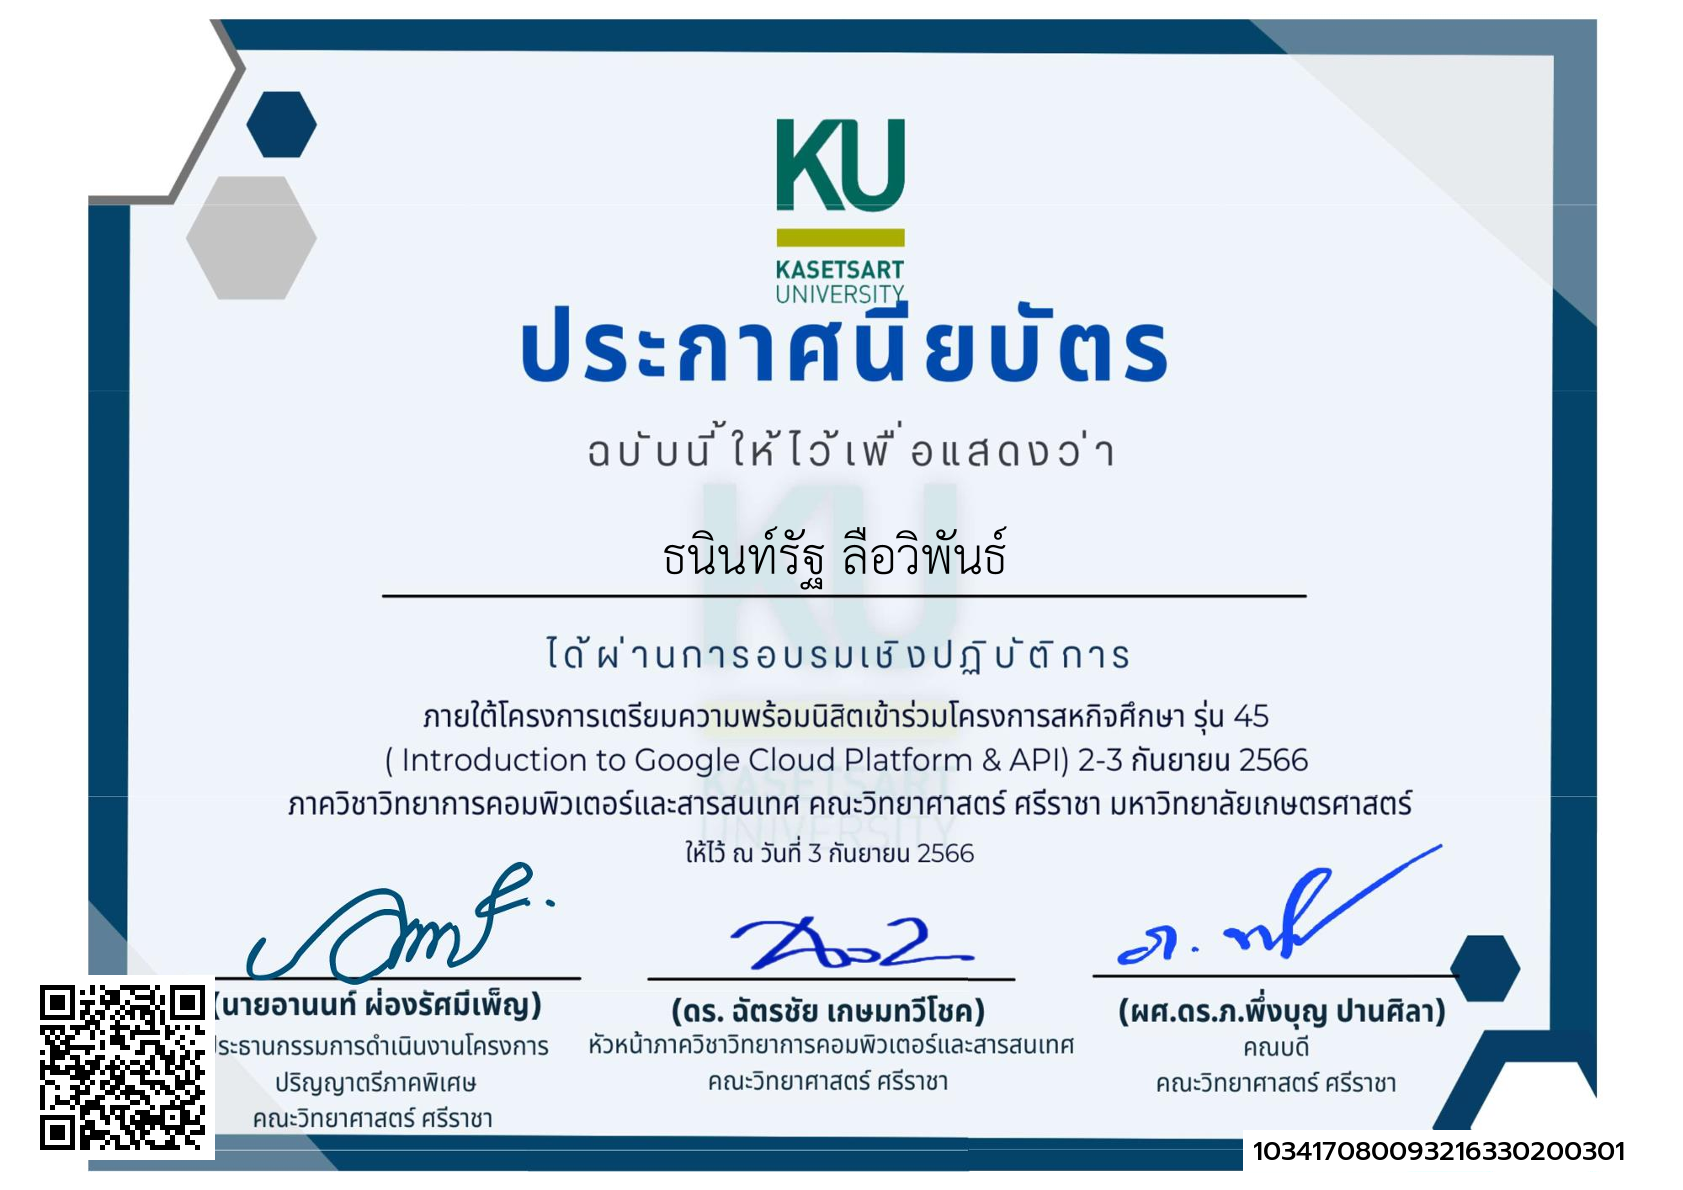 KU
KASETSART
UNIVERSITY
ประกาศนียบัตร
ฉบับนี้ให้ไว้เพื่อแสดงว่า
ธนินท์รัฐ ลือวิพันธ์
ได้ผ่านการอบรมเชิงปฏิบัติการ
ภายใต้โครงการเตรียมความพร้อมนิสิตเข้าร่วมโครงการสหกิจศึกษา รุ่น 45
( Introduction to Google Cloud Platform & API) 2-3 กันยายน 2566
ภาควิชาวิทยาการคอมพิวเตอร์และสารสนเทศ คณะวิทยาศาสตร์ ศรีราชา มหาวิทยาลัยเกษตรศาสตร์
ให้ไว้ ณ วันที่ 3 กันยายน 2566
(นายอานนท์ ผ่องรัศมีเพ็ญ)
ประธานกรรมการดำเนินงานโครงการ
ปริญญาตรีภาคพิเศษ
คณะวิทยาศาสตร์ ศรีราชา
(ดร. ฉัตรชัย เกษมทวีโชค)
หัวหน้าภาควิชาวิทยาการคอมพิวเตอร์และสารสนเทศ
คณะวิทยาศาสตร์ ศรีราชา
(ผศ.ดร.ภ.พึ่งบุญ ปานศิลา)
คณบดี
คณะวิทยาศาสตร์ ศรีราชา
10341708009321633020030​1